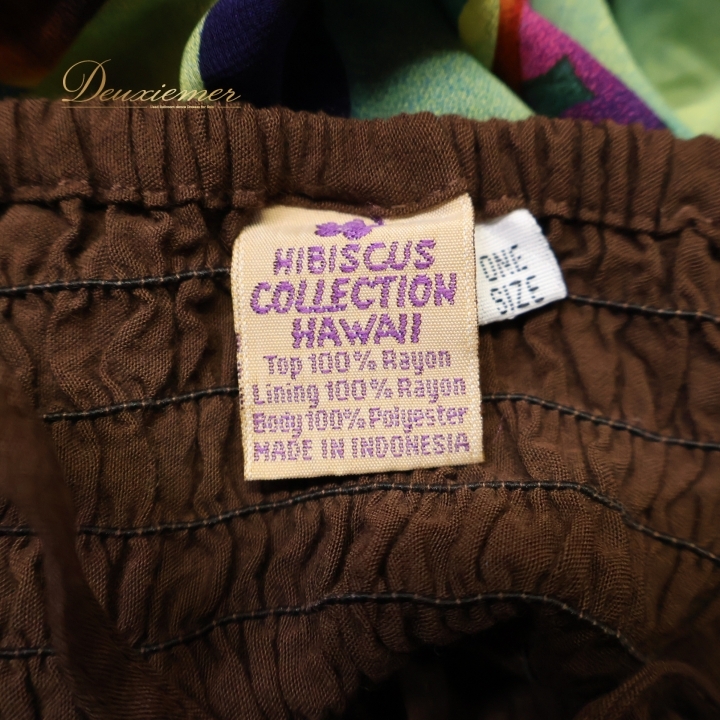 Deuxiemer
HIBISCUS
COLLECTION
HAWAII
Top 100% Rayon
Lining 100% Rayon
Body 100% Polyester
MADE IN INDONESIA
ONE
SIZE